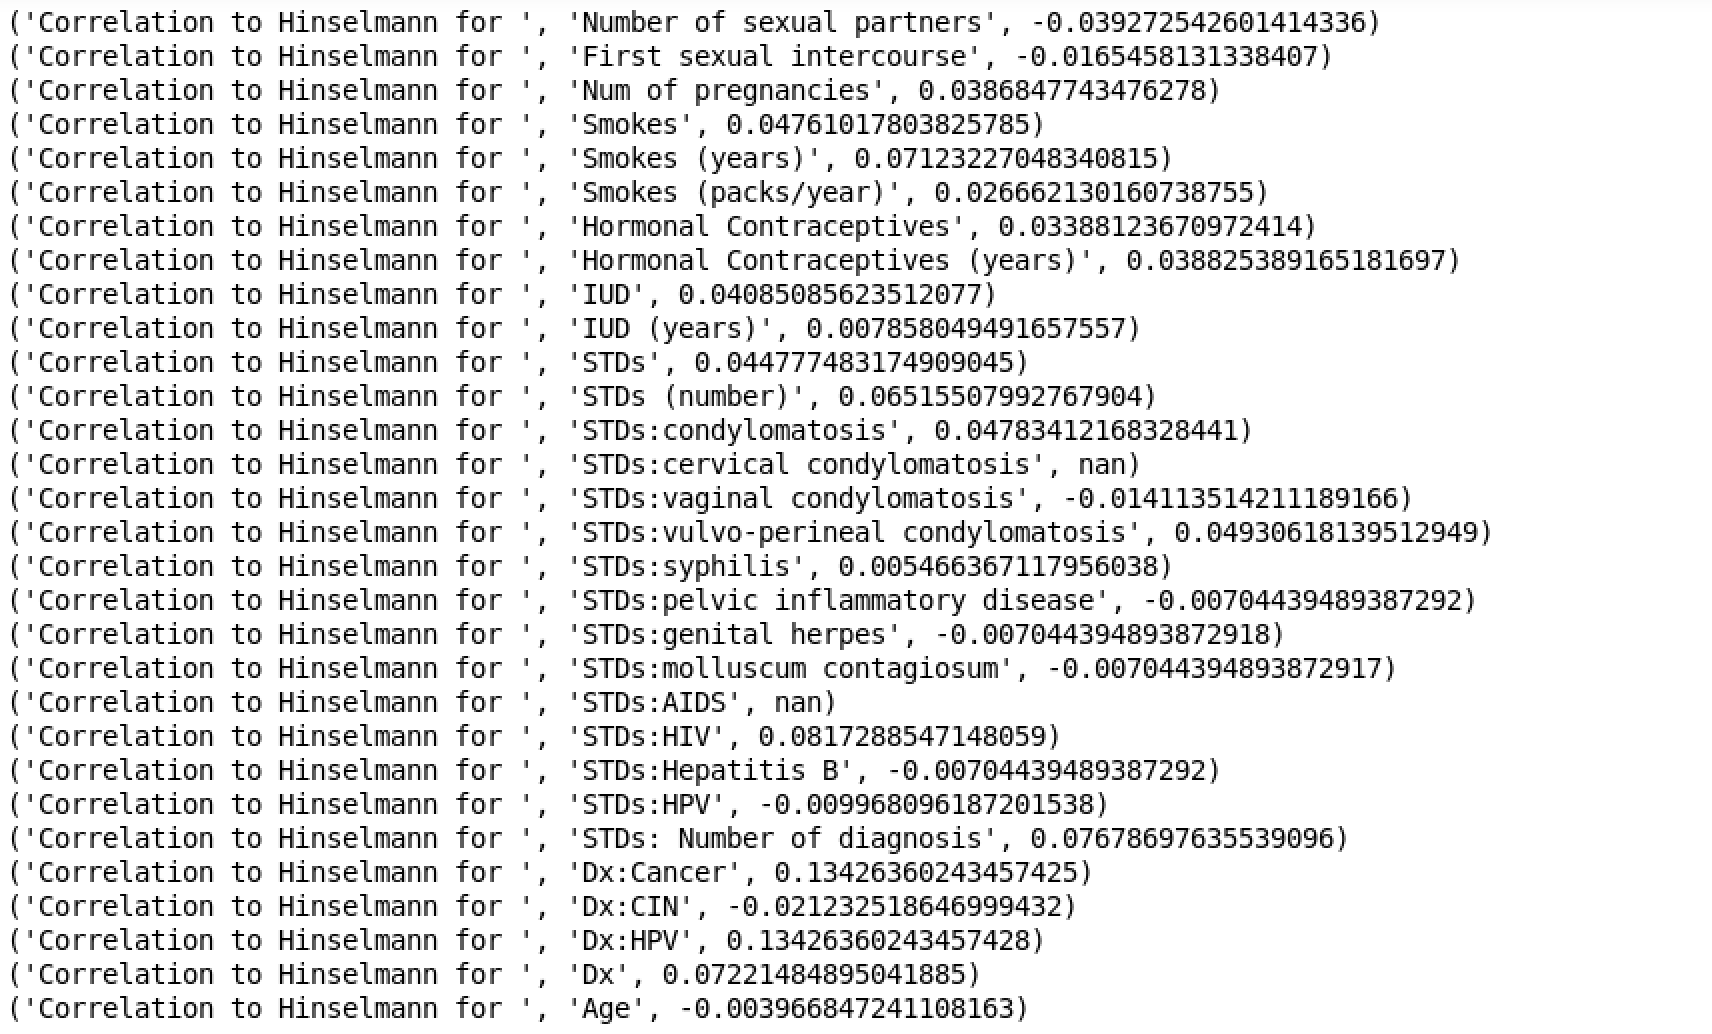 ('Correlation to Hinselmann for ', 'Number of sexual partners', -0.039272542601414336)
('Correlation to Hinselmann for ', 'First sexual intercourse', -0.0165458131338407)
('Correlation to Hinselmann for ', 'Num of pregnancies', 0.0386847743476278)
('Correlation to Hinselmann for ', 'Smokes', 0.04761017803825785)
('Correlation to Hinselmann for ', 'Smokes (years)', 0.07123227048340815)
('Correlation to Hinselmann for ', 'Smokes (packs/year)', 0.026662130160738755)
('Correlation to Hinselmann for ', 'Hormonal Contraceptives', 0.03388123670972414)
('Correlation to Hinselmann for ', 'Hormonal Contraceptives (years)', 0.038825389165181697)
('Correlation to Hinselmann for ', 'IUD', 0.04085085623512077)
('Correlation to Hinselmann for ', 'IUD (years)', 0.007858049491657557)
('Correlation to Hinselmann for ', 'STDs', 0.044777483174909045)
('Correlation to Hinselmann for ', 'STDs (number)', 0.06515507992767904)
('Correlation to Hinselmann for ', 'STDs:condylomatosis', 0.04783412168328441)
('Correlation to Hinselmann for ', 'STDs:cervical condylomatosis', nan)
('Correlation to Hinselmann for ', 'STDs:vaginal condylomatosis', -0.014113514211189166)
('Correlation to Hinselmann for ', 'STDs:vulvo-perineal condylomatosis', 0.04930618139512949)
('Correlation to Hinselmann for ', 'STDs:syphilis', 0.005466367117956038)
('Correlation to Hinselmann for ', 'STDs:pelvic inflammatory disease', -0.00704439489387292)
('Correlation to Hinselmann for ', 'STDs:genital herpes', -0.007044394893872918)
('Correlation to Hinselmann for ', 'STDs:molluscum contagiosum', -0.007044394893872917)
('Correlation to Hinselmann for ', 'STDs:AIDS', nan)
('Correlation to Hinselmann for ', 'STDs:HIV', 0.0817288547148059)
('Correlation to Hinselmann for ', 'STDs:Hepatitis B', -0.00704439489387292)
('Correlation to Hinselmann for ', 'STDs:HPV', -0.009968096187201538)
('Correlation to Hinselmann for ', 'STDs: Number of diagnosis', 0.07678697635539096)
('Correlation to Hinselmann for ', 'Dx:Cancer', 0.13426360243457425)
('Correlation to Hinselmann for ', 'Dx:CIN', -0.021232518646999432)
('Correlation to Hinselmann for ', 'Dx:HPV', 0.13426360243457428)
('Correlation to Hinselmann for ', 'Dx', 0.07221484895041885)
('Correlation to Hinselmann for ', 'Age', -0.003966847241108163)